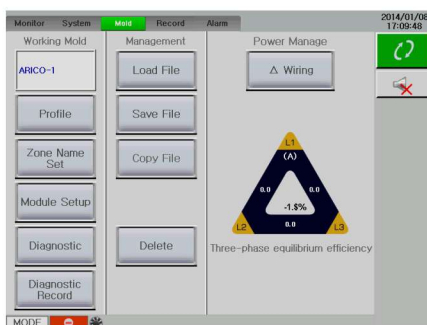 Monitor System Mold Record Alarm
2014/01/08
17:09:48
Working Mold
ARICO-1
Profile
Zone Name
Set
Module Setup
Diagnostic
Diagnostic
Record
Management
Load File
Save File
Copy File
Delete
Power Manage
Δ Wiring
L1
(A)
0.0 0.0
-1.$%
L2 0.0 L3
Three-phase equilibrium efficiency
MODE